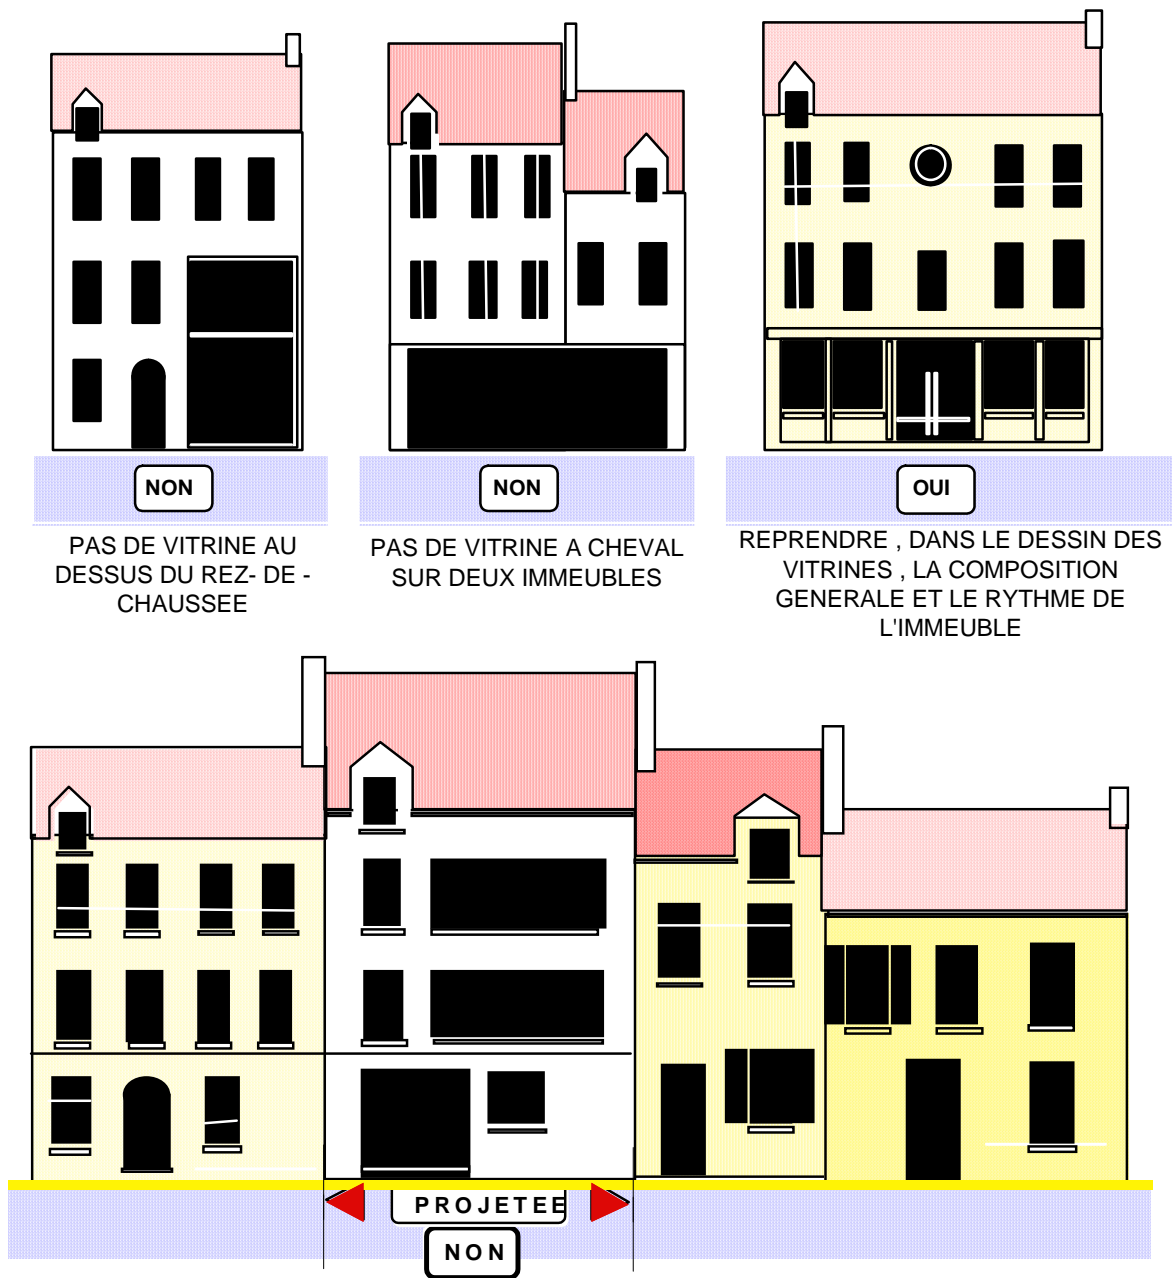 NON
PAS DE VITRINE AU
DESSUS DU REZ- DE -
CHAUSSEE
NON
PAS DE VITRINE A CHEVAL
SUR DEUX IMMEUBLES
OUI
REPRENDRE , DANS LE DESSIN DES
VITRINES , LA COMPOSITION
GENERALE ET LE RYTHME DE
L'IMMEUBLE
PROJETEE
NON